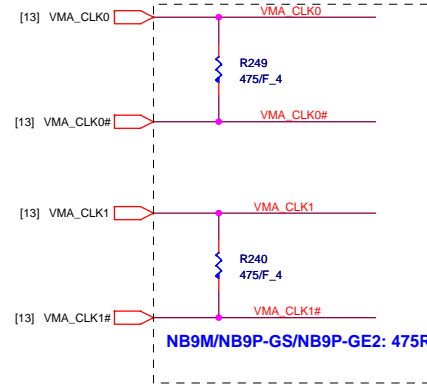 [13] VMA_CLK0
VMA_CLK0
R249
475/F_4
[13] VMA_CLK0#
VMA_CLK0#
[13] VMA_CLK1
VMA_CLK1
R240
475/F_4
[13] VMA_CLK1#
VMA_CLK1#
NB9M/NB9P-GS/NB9P-GE2: 475R